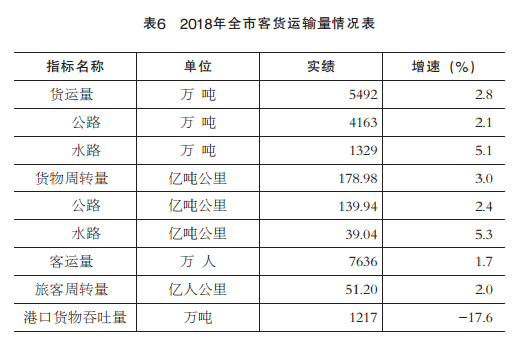 表6 2018年全市客货运输量情况表
指标名称 单位 实绩 增速（%）
货运量 万 吨 5492 2.8
公路 万 吨 4163 2.1
水路 万 吨 1329 5.1
货物周转量 亿吨公里 178.98 3.0
公路 亿吨公里 139.94 2.4
水路 亿吨公里 39.04 5.3
客运量 万 人 7636 1.7
旅客周转量 亿人公里 51.20 2.0
港口货物吞吐量 万吨 1217 −17.6